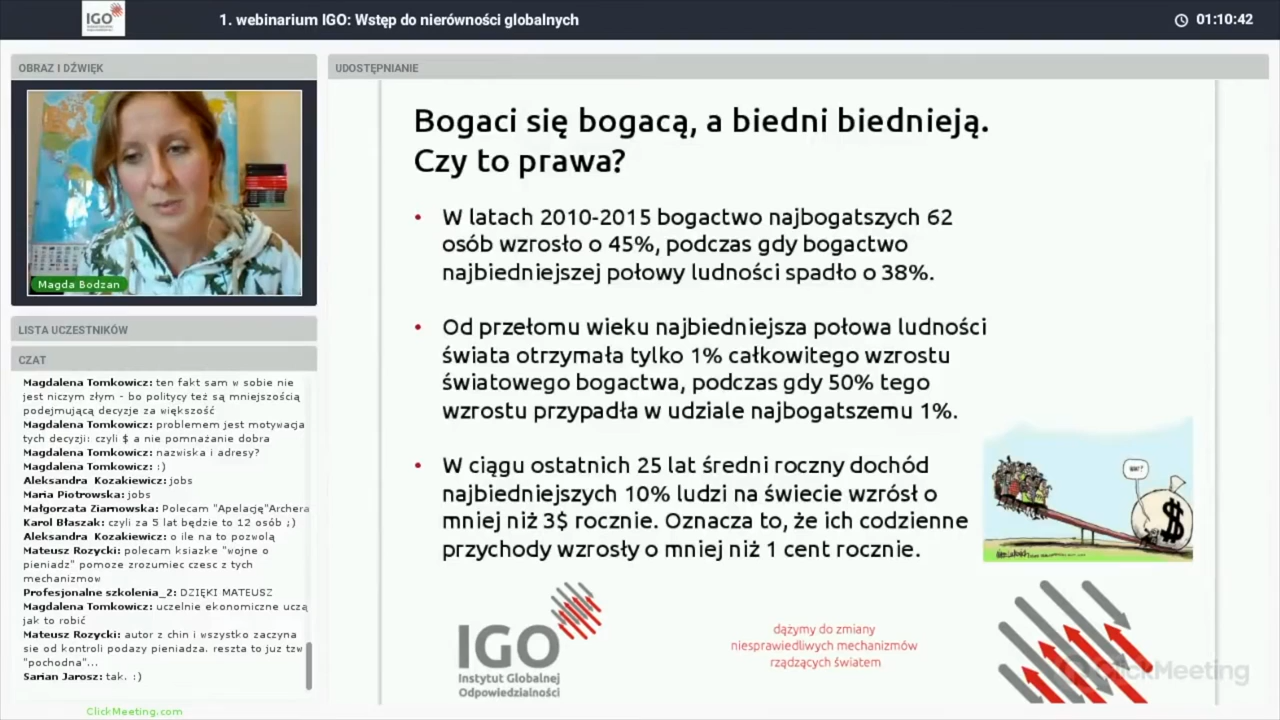 IGO
1. webinarium IGO: Wstęp do nierówności globalnych
01:10:42
OBRAZ I DŹWIĘK
Magda Bodzan
LISTA UCZESTNIKÓW
CZAT
Magdalena Tomkowicz: ten fakt sam w sobie nie
jest niczym złym - bo politycy też są mniejszością
podejmującą decyzje za większość
Magdalena Tomkowicz: problemem jest motywacja
tych decyzji: czyli $ a nie pomnażanie dobra
Magdalena Tomkowicz: nazwiska i adresy?
Magdalena Tomkowicz: :)
Aleksandra Kozakiewicz: jobs
Maria Piotrowska: jobs
Małgorzata Ziarnowska: Polecam "Apelację"Archera
Karol Błaszak: czyli za 5 lat będzie to 12 osób ;)
Aleksandra Kozakiewicz: o ile na to pozwolą
Mateusz Rozycki: polecam ksiazke "wojne o
pieniadz" pomoze zrozumiec czesc z tych
mechanizmow
Profesjonalne szkolenia_2: DZIĘKI MATEUSZ
Magdalena Tomkowicz: uczelnie ekonomiczne uczą
jak to robić
Mateusz Rozycki: autor z chin i wszystko zaczyna
sie od kontroli podazy pieniadza. reszta to juz tzw
"pochodna"...
Sarian Jarosz: tak. :)
ClickMeeting.com
UDOSTĘPNIANIE
Bogaci się bogacą, a biedni biednieją.
Czy to prawa?
• W latach 2010-2015 bogactwo najbogatszych 62
osób wzrosło o 45%, podczas gdy bogactwo
najbiedniejszej połowy ludności spadło o 38%.
• Od przełomu wieku najbiedniejsza połowa ludności
świata otrzymała tylko 1% całkowitego wzrostu
światowego bogactwa, podczas gdy 50% tego
wzrostu przypadła w udziale najbogatszemu 1%.
• W ciągu ostatnich 25 lat średni roczny dochód
najbiedniejszych 10% ludzi na świecie wzrósł o
mniej niż 3$ rocznie. Oznacza to, że ich codzienne
przychody wzrosły o mniej niż 1 cent rocznie.
$
IGO
Instytut Globalnej
Odpowiedzialności
dążymy do zmiany
niesprawiedliwych mechanizmów
rządzących światem
ClickMeeting